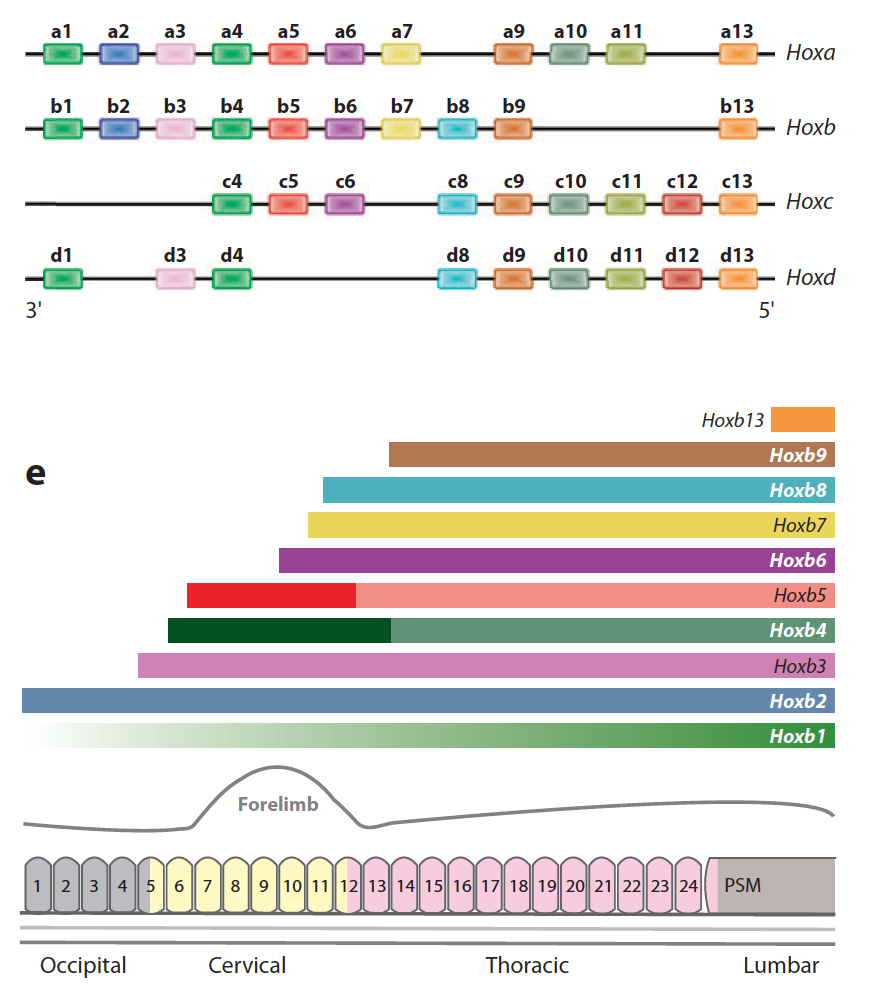 a1 a2 a3 a4 a5 a6 a7 a9 a10 a11 a13
Hoxa
b1 b2 b3 b4 b5 b6 b7 b8 b9 b13
Hoxb
c4 c5 c6 c8 c9 c10 c11 c12 c13
Hoxc
d1 d3 d4 d8 d9 d10 d11 d12 d13
Hoxd
3' 5'
Hoxb13
e
Hoxb9
Hoxb8
Hoxb7
Hoxb6
Hoxb5
Hoxb4
Hoxb3
Hoxb2
Hoxb1
Forelimb
1 2 3 4 5 6 7 8 9 10 11 12 13 14 15 16 17 18 19 20 21 22 23 24 PSM
Occipital Cervical Thoracic Lumbar